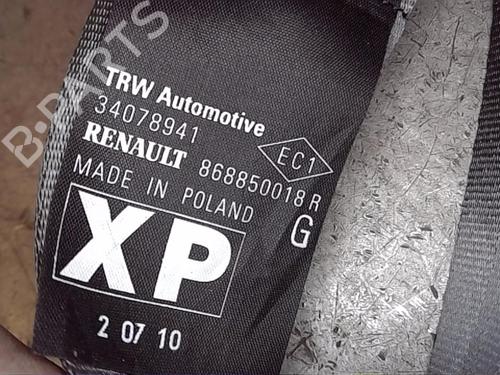 B-PARTS
TRW Automotive
34078941
RENAULT 868850018 R
EC1
MADE IN POLAND
G
XP
2 07 10